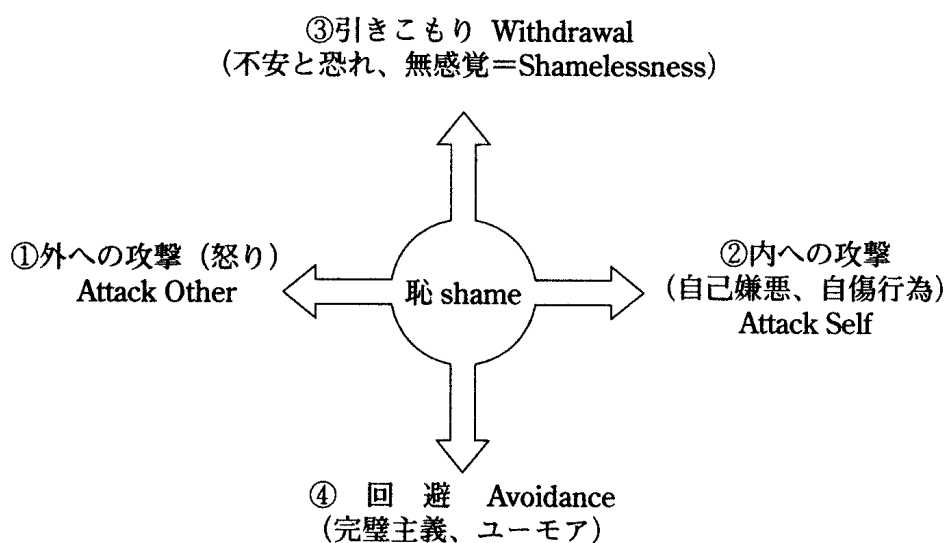 ③引きこもり Withdrawal
(不安と恐れ、無感覚=Shamelessness)
①外への攻撃(怒り)
Attack Other
恥 shame
②内への攻撃
(自己嫌悪、自傷行為)
Attack Self
④ 回 避 Avoidance
(完璧主義、ユーモア)